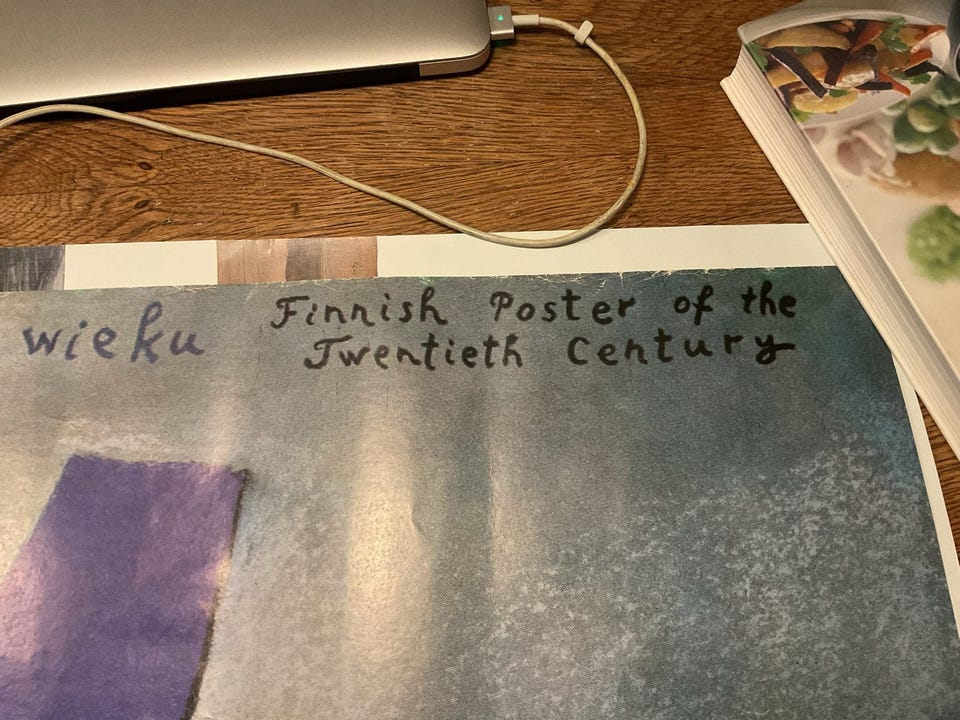 wieku
Finnish Poster of the
Twentieth Century